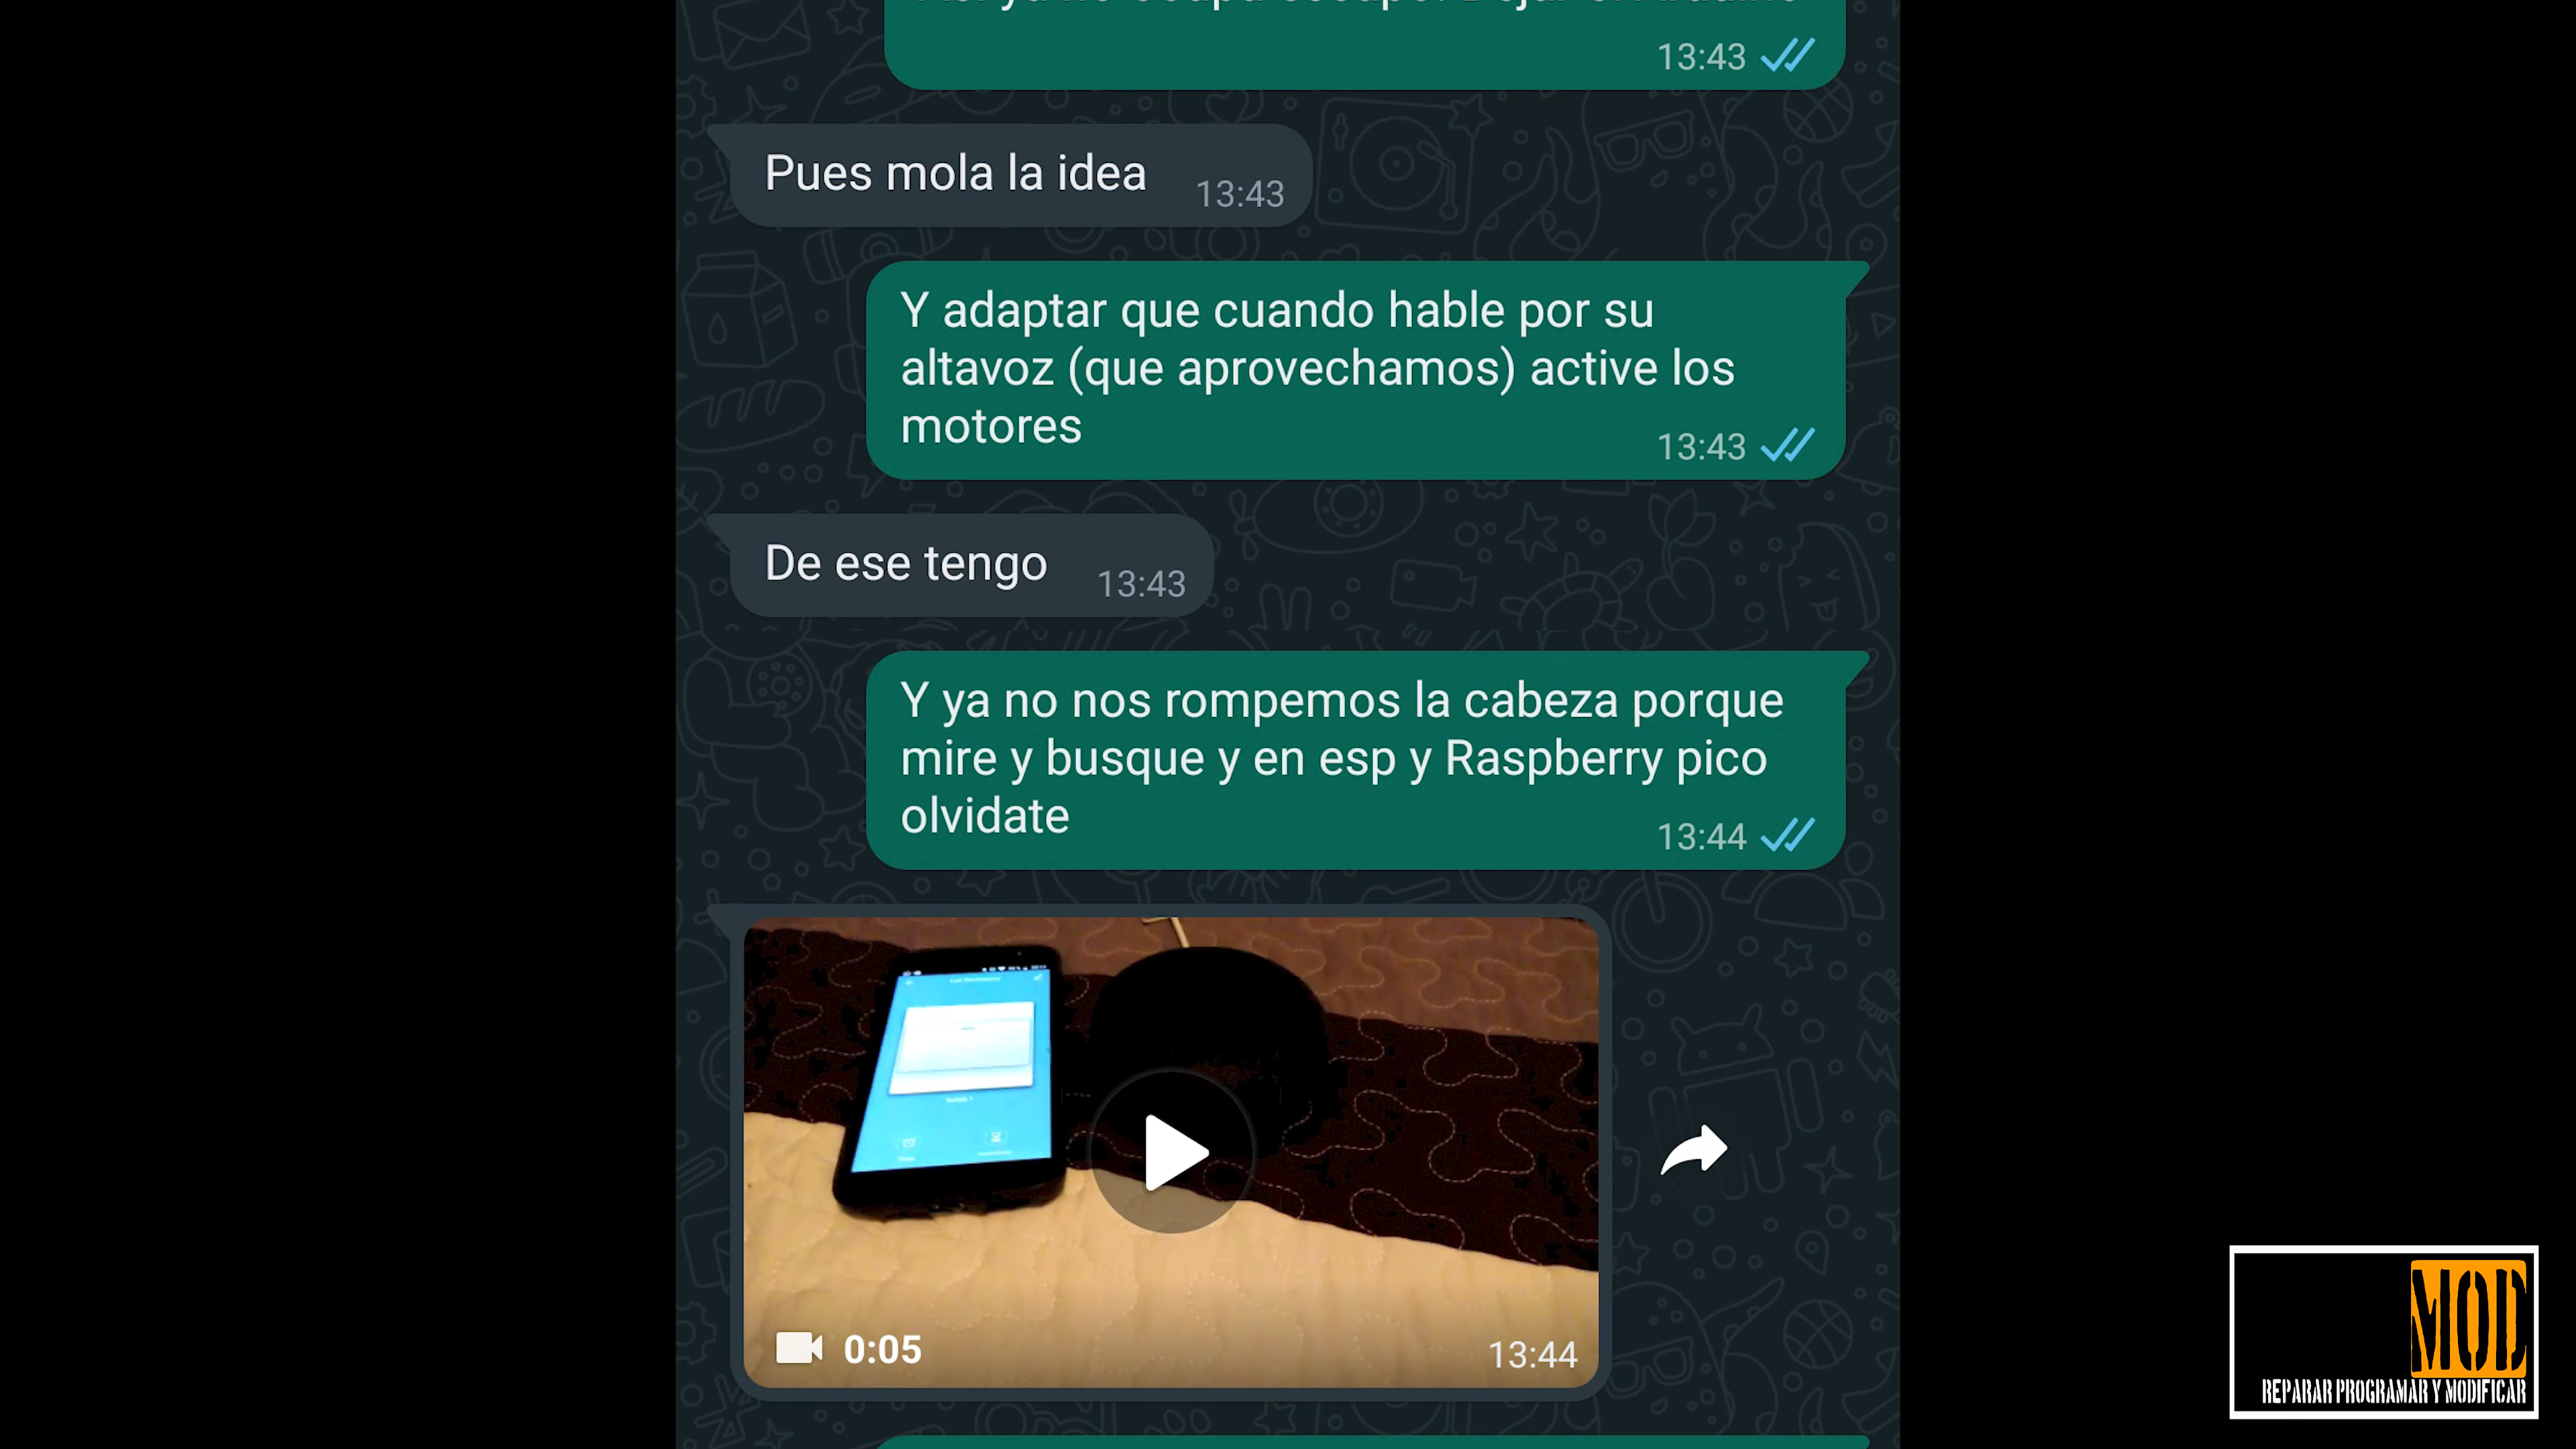 13:43
Pues mola la idea
13:43
Y adaptar que cuando hable por su
altavoz (que aprovechamos) active los
motores
13:43
De ese tengo
13:43
Y ya no nos rompemos la cabeza porque
mire y busque y en esp y Raspberry pico
olvidate
13:44
0:05
13:44
MOD
REPARAR PROGRAMAR Y MODIFICAR